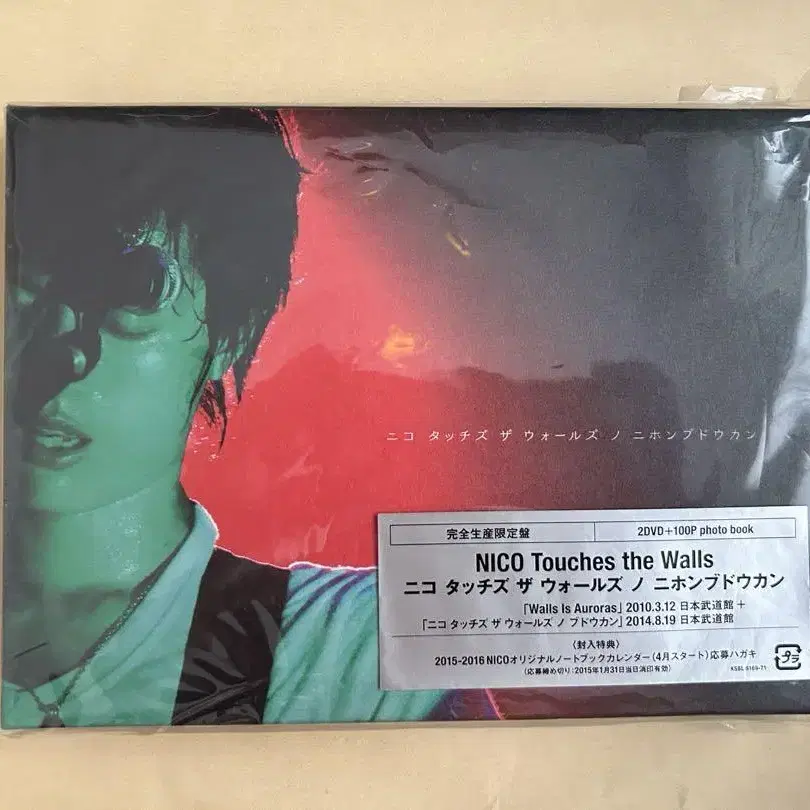 ニコ タッチズ ザ ウォールズ ノ ニホンブドウカン
完全生産限定盤
2DVD+100P photo book
NICO Touches the Walls
ニコ タッチズ ザ ウォールズ ノ ニホンブドウカン
「Walls Is Auroras」2010.3.12 日本武道館 +
「ニコ タッチズ ザ ウォールズ ノ ブドウカン」2014.8.19 日本武道館
〈封入特典〉
2015-2016 NICOオリジナルノートブックカレンダー(4月スタート)応募ハガキ
(応募締め切り:2015年1月31日当日消印有効)
プラ
KSBL 6169-71